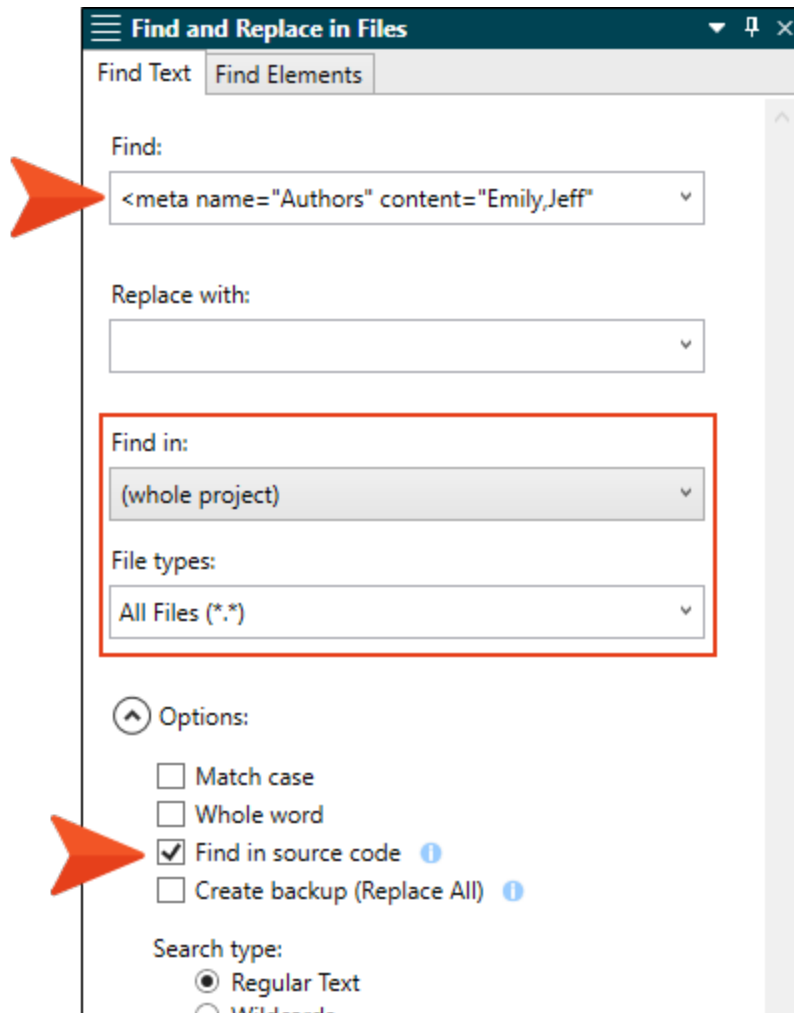 Find and Replace in Files
Find Text Find Elements
Find:
<meta name="Authors" content="Emily,Jeff"
Replace with:
Find in:
(whole project)
File types:
All Files (*.*)
Options:
Match case
Whole word
Find in source code
Create backup (Replace All)
Search type:
Regular Text
Wildcards